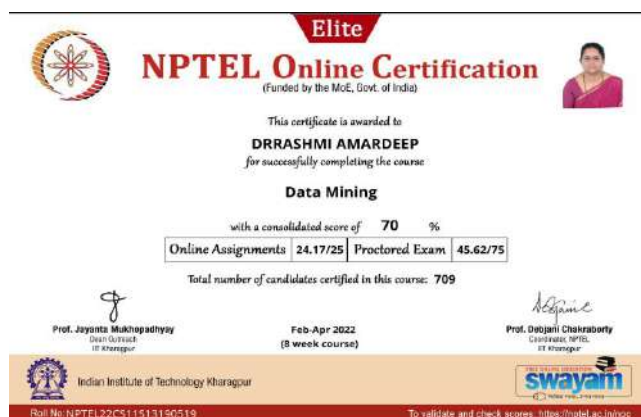 Elite
NPTEL Online Certification
(Funded by the MoE, Govt. of India)
This certificate is awarded to
DRRASHMI AMARDEEP
for successfully completing the course
Data Mining
with a consolidated score of 70 %
Online Assignments 24.17/25 Proctored Exam 45.62/75
Total number of candidates certified in this course: 709
Prof. Jayanta Mukhopadhyay
Dean Outreach
IIT Kharagpur
Feb-Apr 2022
(8 week course)
Prof. Debjani Chakraborty
Coordinator, NPTEL
IIT Kharagpur
Indian Institute of Technology Kharagpur
FREE ONLINE EDUCATION
swayam
Roll No:NPTEL22CS11S13190519
To validate and check scores: https://nptel.ac.in/noc